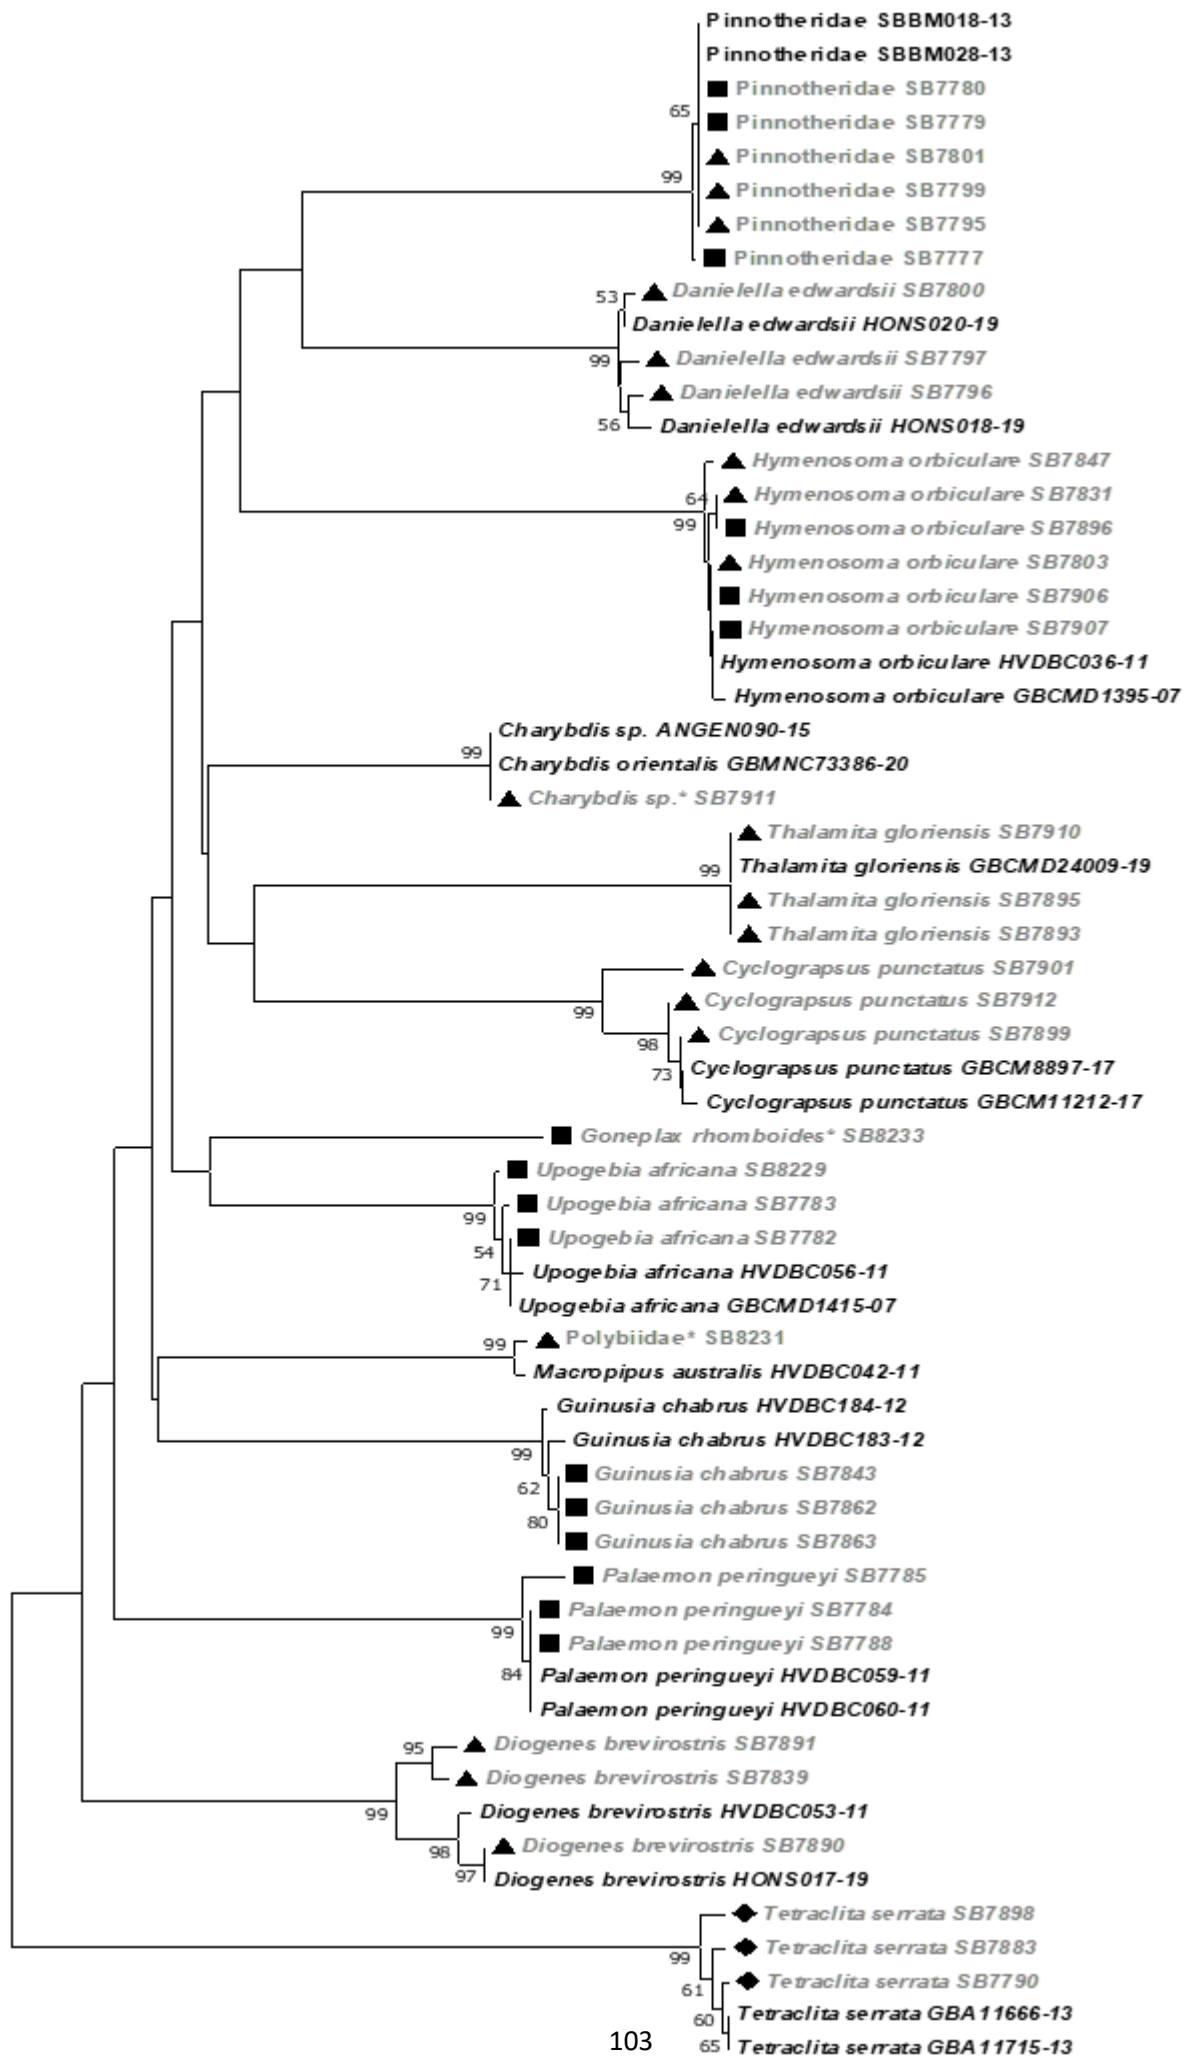 Pinnotheridae SBBM018-13
Pinnotheridae SBBM028-13
Pinnotheridae SB7780
65
Pinnotheridae SB7779
Pinnotheridae SB7801
99
Pinnotheridae SB7799
Pinnotheridae SB7795
Pinnotheridae SB7777
53
Danielella edwardsii SB7800
Danielella edwardsii HONS020-19
99
Danielella edwardsii SB7797
Danielella edwardsii SB7796
56
Danielella edwardsii HONS018-19
Hymenosoma orbiculare SB7847
64
Hymenosoma orbiculare SB7831
99
Hymenosoma orbiculare SB7896
Hymenosoma orbiculare SB7803
Hymenosoma orbiculare SB7906
Hymenosoma orbiculare SB7907
Hymenosoma orbiculare HVDBC036-11
Hymenosoma orbiculare GBCMD1395-07
Charybdis sp. ANGEN090-15
99
Charybdis orientalis GBMNC73386-20
Charybdis sp.* SB7911
Thalamita gloriensis SB7910
99
Thalamita gloriensis GBCMD24009-19
Thalamita gloriensis SB7895
Thalamita gloriensis SB7893
Cyclograpsus punctatus SB7901
99
Cyclograpsus punctatus SB7912
98
Cyclograpsus punctatus SB7899
73
Cyclograpsus punctatus GBCM8897-17
Cyclograpsus punctatus GBCM11212-17
Goneplax rhomboides* SB8233
Upogebia africana SB8229
99
Upogebia africana SB7783
54
Upogebia africana SB7782
71
Upogebia africana HVDBC056-11
Upogebia africana GBCMD1415-07
99
Polybiidae* SB8231
Macropipus australis HVDBC042-11
Guinusia chabrus HVDBC184-12
99
Guinusia chabrus HVDBC183-12
62
Guinusia chabrus SB7843
80
Guinusia chabrus SB7862
Guinusia chabrus SB7863
Palaemon peringueyi SB7785
99
Palaemon peringueyi SB7784
Palaemon peringueyi SB7788
84
Palaemon peringueyi HVDBC059-11
Palaemon peringueyi HVDBC060-11
95
Diogenes brevirostris SB7891
Diogenes brevirostris SB7839
99
Diogenes brevirostris HVDBC053-11
98
Diogenes brevirostris SB7890
97
Diogenes brevirostris HONS017-19
Tetraclita serrata SB7898
99
Tetraclita serrata SB7883
61
Tetraclita serrata SB7790
60
Tetraclita serrata GBA11666-13
65
Tetraclita serrata GBA11715-13
103